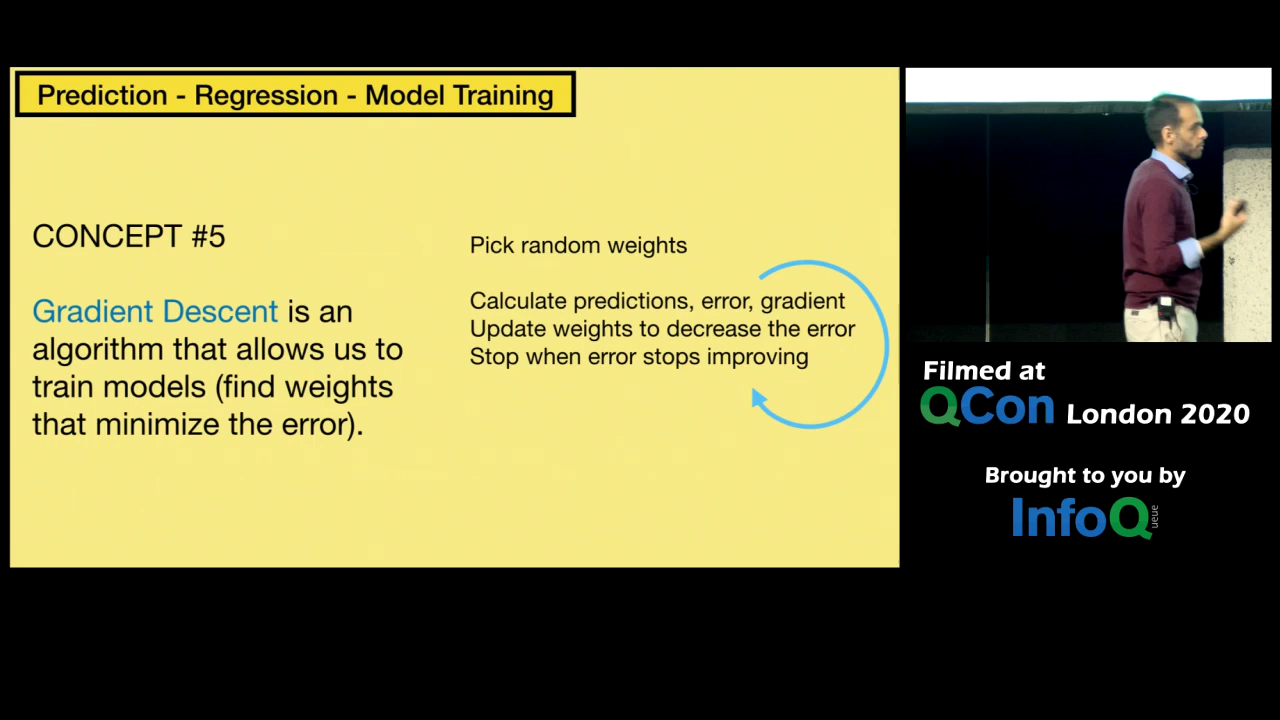 Prediction - Regression - Model Training
CONCEPT #5
Gradient Descent is an
algorithm that allows us to
train models (find weights
that minimize the error).
Pick random weights
Calculate predictions, error, gradient
Update weights to decrease the error
Stop when error stops improving
Filmed at
QCon London 2020
Brought to you by
InfoQ
ueue